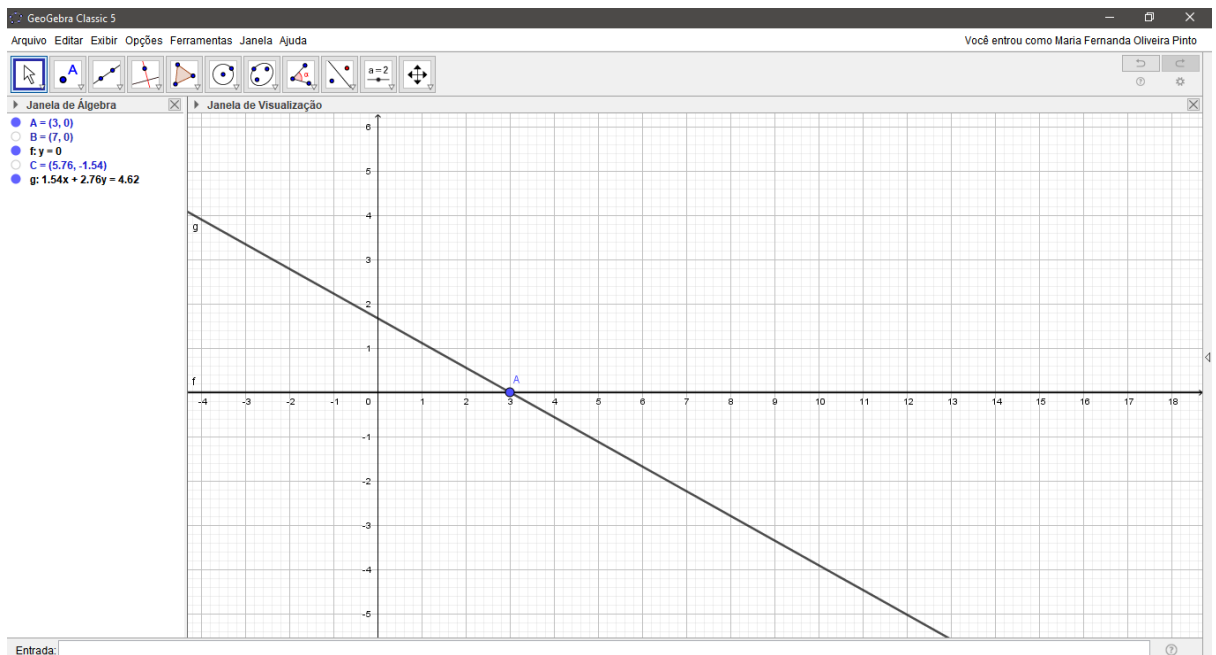 GeoGebra Classic 5
Arquivo Editar Exibir Opções Ferramentas Janela Ajuda
Você entrou como Maria Fernanda Oliveira Pinto
A
a = 2
Janela de Álgebra
Janela de Visualização
A = (3, 0)
B = (7, 0)
f: y = 0
C = (5.76, -1.54)
g: 1.54x + 2.76y = 4.62
6
5
4
g
3
2
1
f
A
-4 -3 -2 -1 0 1 2 3 4 5 6 7 8 9 10 11 12 13 14 15 16 17 18
-1
-2
-3
-4
-5
Entrada: